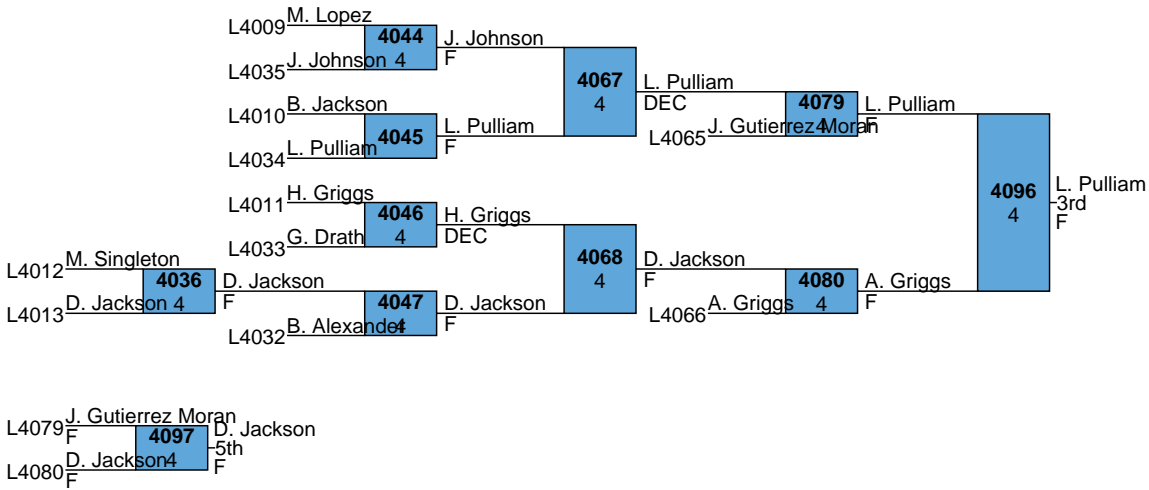 M. Lopez
L4009
4044
J. Johnson
J. Johnson 4
F
L4035
4067
4
L. Pulliam
DEC
B. Jackson
L4010
4079
L. Pulliam
L. Pulliam
J. Gutierrez Moran 4
F
L4065
4045
F
L. Pulliam
L4034
4096
4
L. Pulliam
3rd
F
H. Griggs
L4011
4046
H. Griggs
DEC
G. Drath 4
L4033
4068
4
M. Singleton
L4012
4036
D. Jackson
F
D. Jackson
F
4080
A. Griggs
F
D. Jackson 4
L4013
4047
D. Jackson
F
A. Griggs 4
L4066
B. Alexander 4
L4032
J. Gutierrez Moran
L4079
F
4097
D. Jackson
5th
F
D. Jackson 4
L4080
F